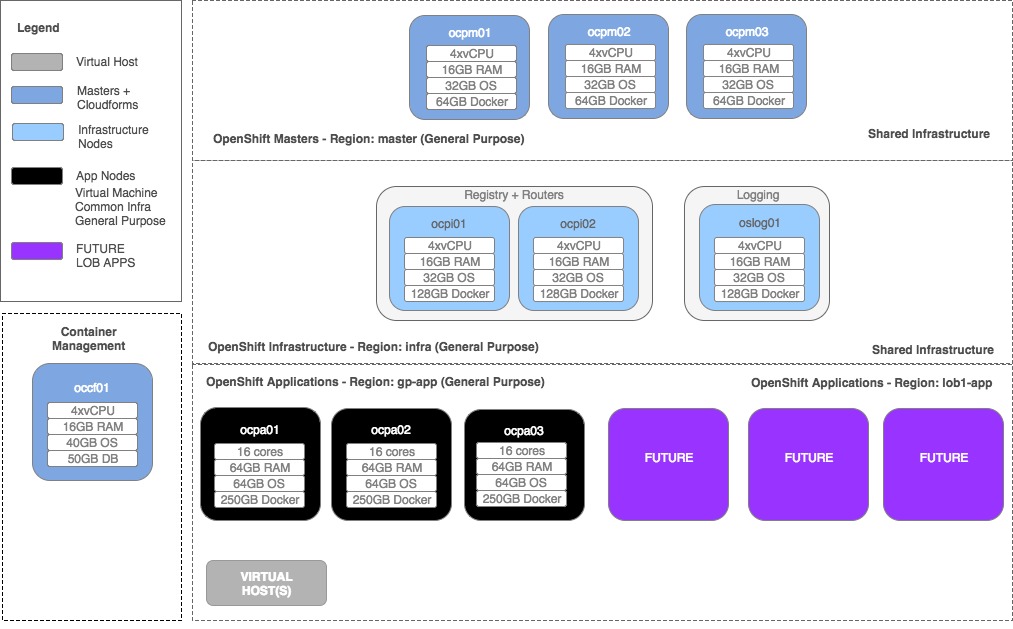 Legend
Virtual Host
Masters +
Cloudforms
Infrastructure
Nodes
App Nodes
Virtual Machine
Common Infra
General Purpose
FUTURE
LOB APPS
Container
Management
occf01
4xvCPU
16GB RAM
40GB OS
50GB DB
ocpm01
4xvCPU
16GB RAM
32GB OS
64GB Docker
ocpm02
4xvCPU
16GB RAM
32GB OS
64GB Docker
ocpm03
4xvCPU
16GB RAM
32GB OS
64GB Docker
OpenShift Masters - Region: master (General Purpose)
Shared Infrastructure
Registry + Routers
ocpi01
4xvCPU
16GB RAM
32GB OS
128GB Docker
ocpi02
4xvCPU
16GB RAM
32GB OS
128GB Docker
Logging
oslog01
4xvCPU
16GB RAM
32GB OS
128GB Docker
OpenShift Infrastructure - Region: infra (General Purpose)
Shared Infrastructure
OpenShift Applications - Region: gp-app (General Purpose)
OpenShift Applications - Region: lob1-app
ocpa01
16 cores
64GB RAM
64GB OS
250GB Docker
ocpa02
16 cores
64GB RAM
64GB OS
250GB Docker
ocpa03
16 cores
64GB RAM
64GB OS
250GB Docker
FUTURE
FUTURE
FUTURE
VIRTUAL
HOST(S)